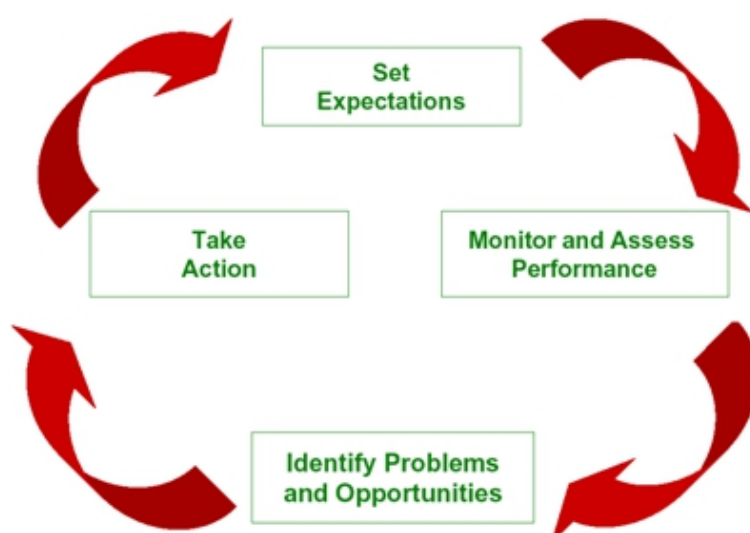 Set
Expectations
Take
Action
Monitor and Assess
Performance
Identify Problems
and Opportunities